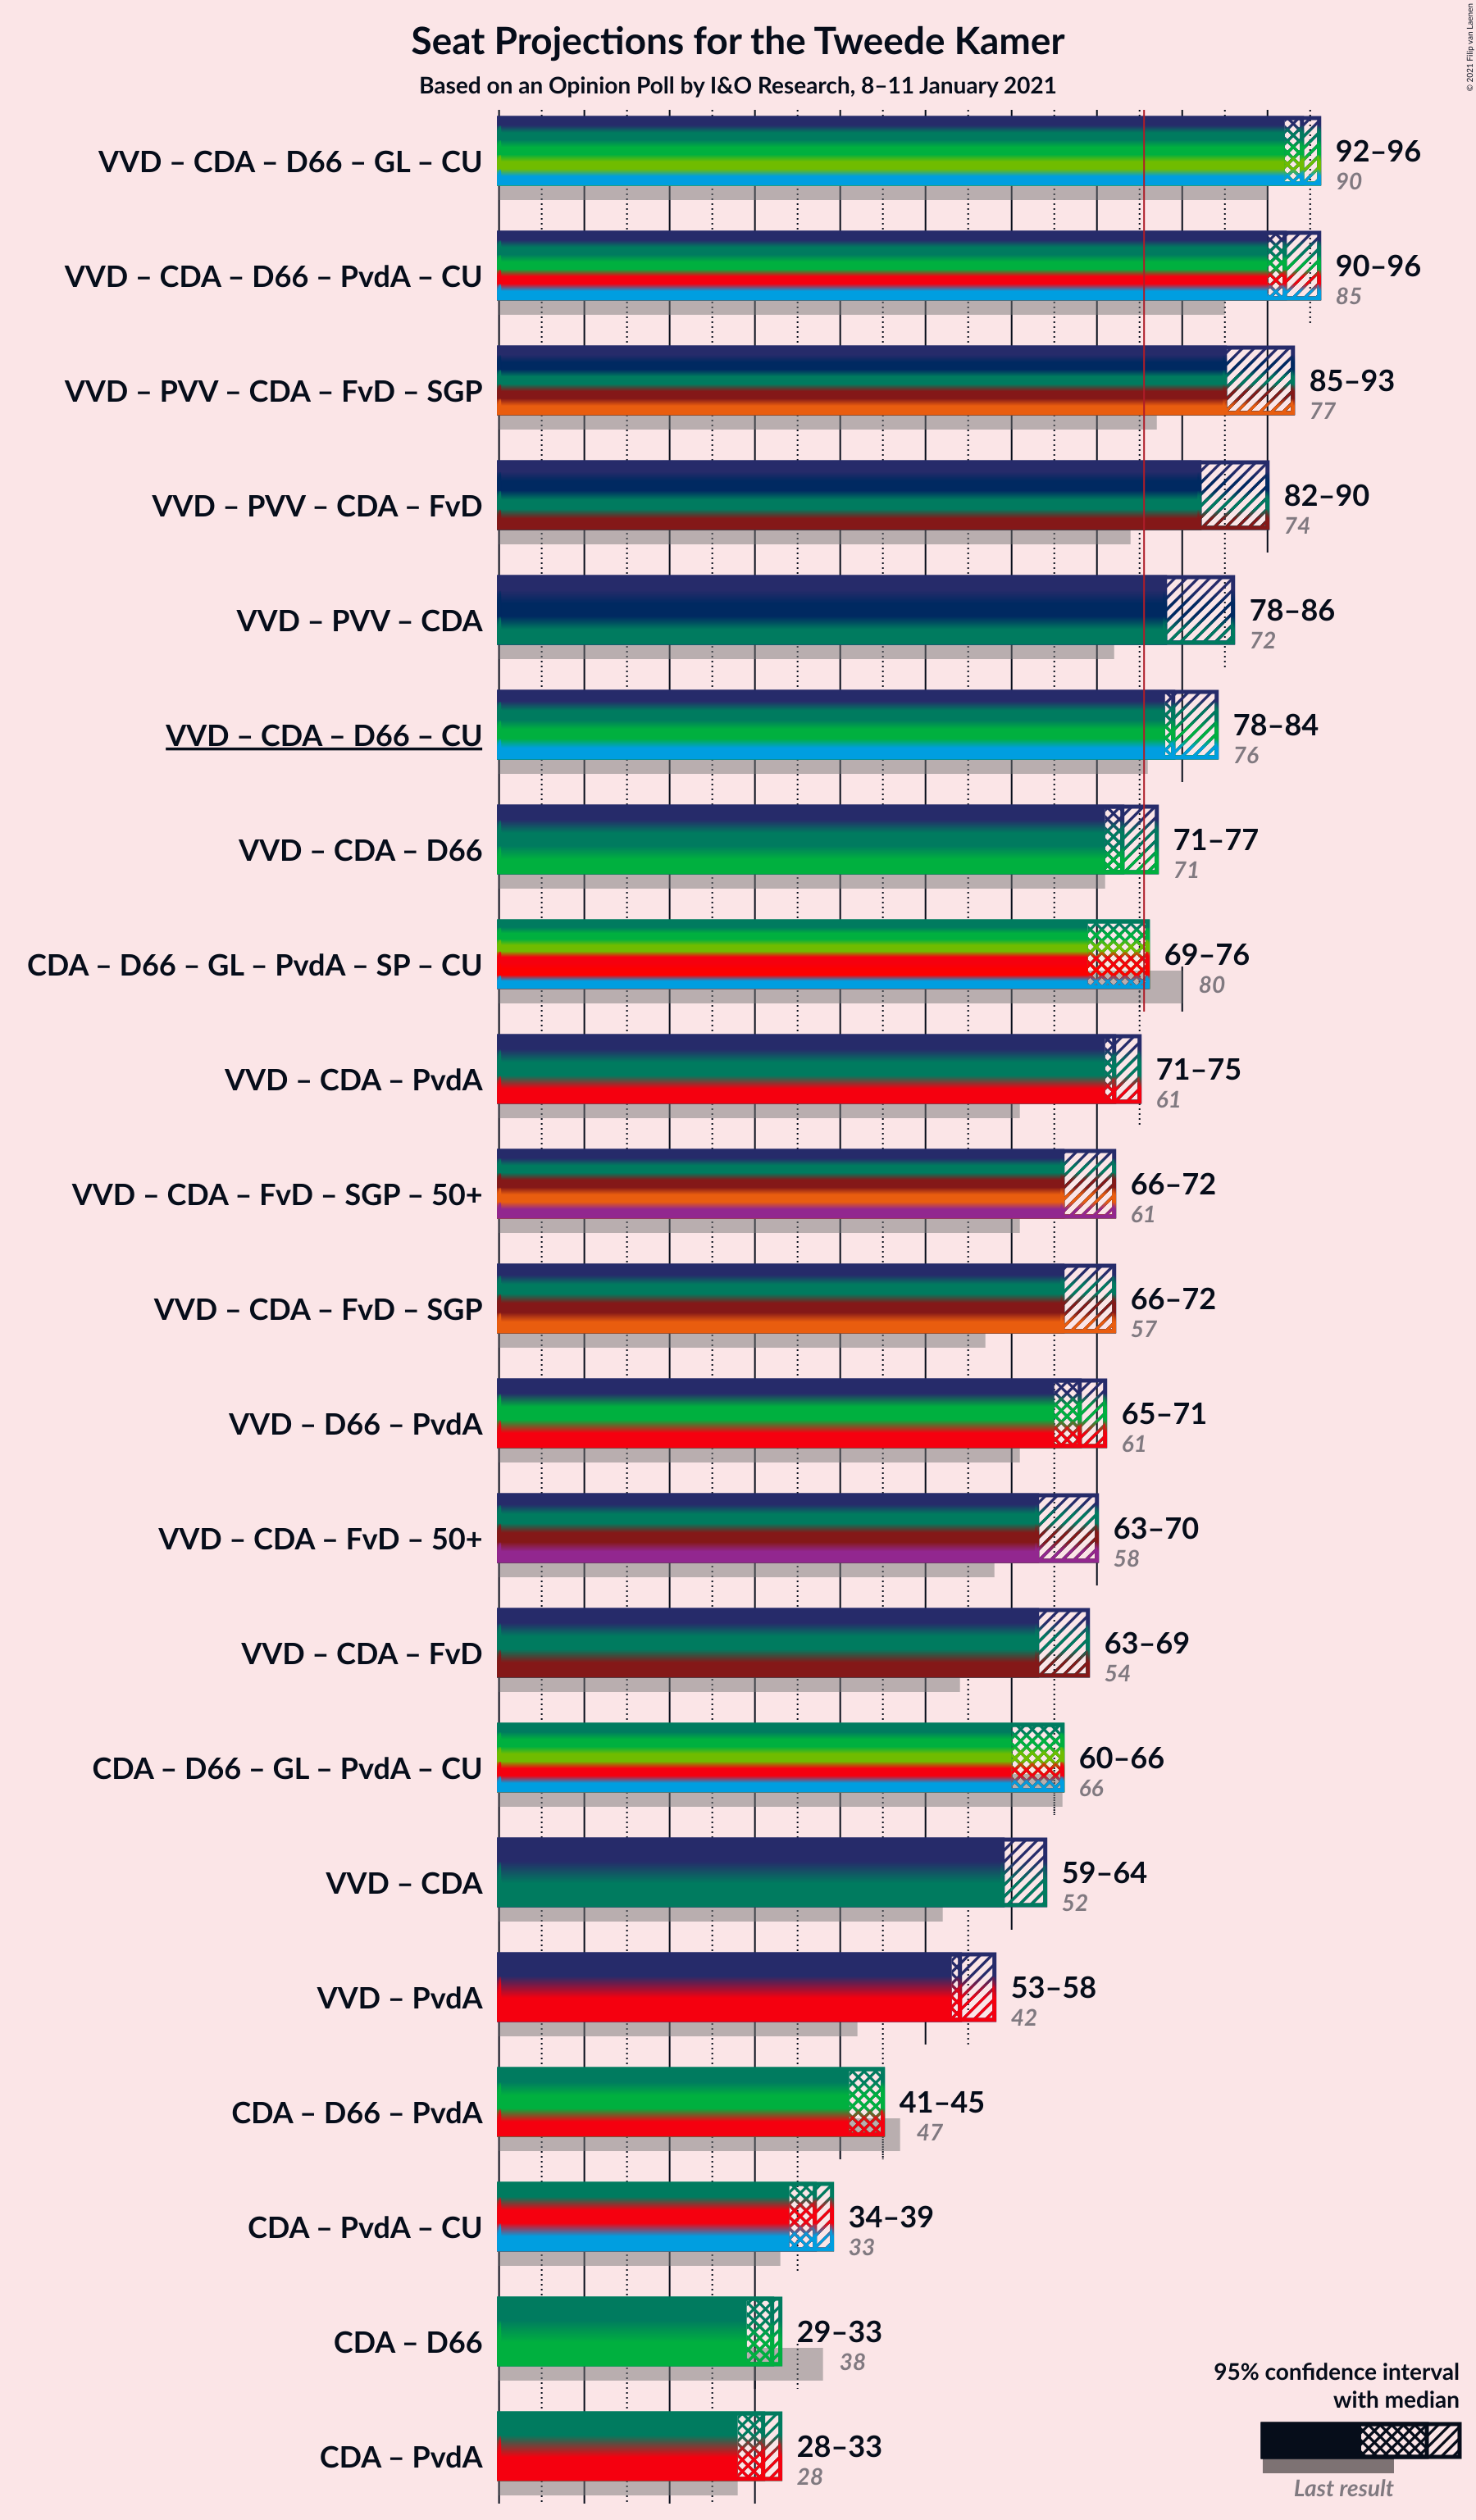 Seat Projections for the Tweede Kamer
Based on an Opinion Poll by I&O Research, 8–11 January 2021
© 2021 Filip van Laenen
VVD – CDA – D66 – GL – CU
92–96
90
VVD – CDA – D66 – PvdA – CU
90–96
85
VVD – PVV – CDA – FvD – SGP
85–93
77
VVD – PVV – CDA – FvD
82–90
74
VVD – PVV – CDA
78–86
72
VVD – CDA – D66 – CU
78–84
76
VVD – CDA – D66
71–77
71
CDA – D66 – GL – PvdA – SP – CU
69–76
80
VVD – CDA – PvdA
71–75
61
VVD – CDA – FvD – SGP – 50+
66–72
61
VVD – CDA – FvD – SGP
66–72
57
VVD – D66 – PvdA
65–71
61
VVD – CDA – FvD – 50+
63–70
58
VVD – CDA – FvD
63–69
54
CDA – D66 – GL – PvdA – CU
60–66
66
VVD – CDA
59–64
52
VVD – PvdA
53–58
42
CDA – D66 – PvdA
41–45
47
CDA – PvdA – CU
34–39
33
CDA – D66
29–33
38
CDA – PvdA
28–33
28
95% confidence interval
with median
Last result